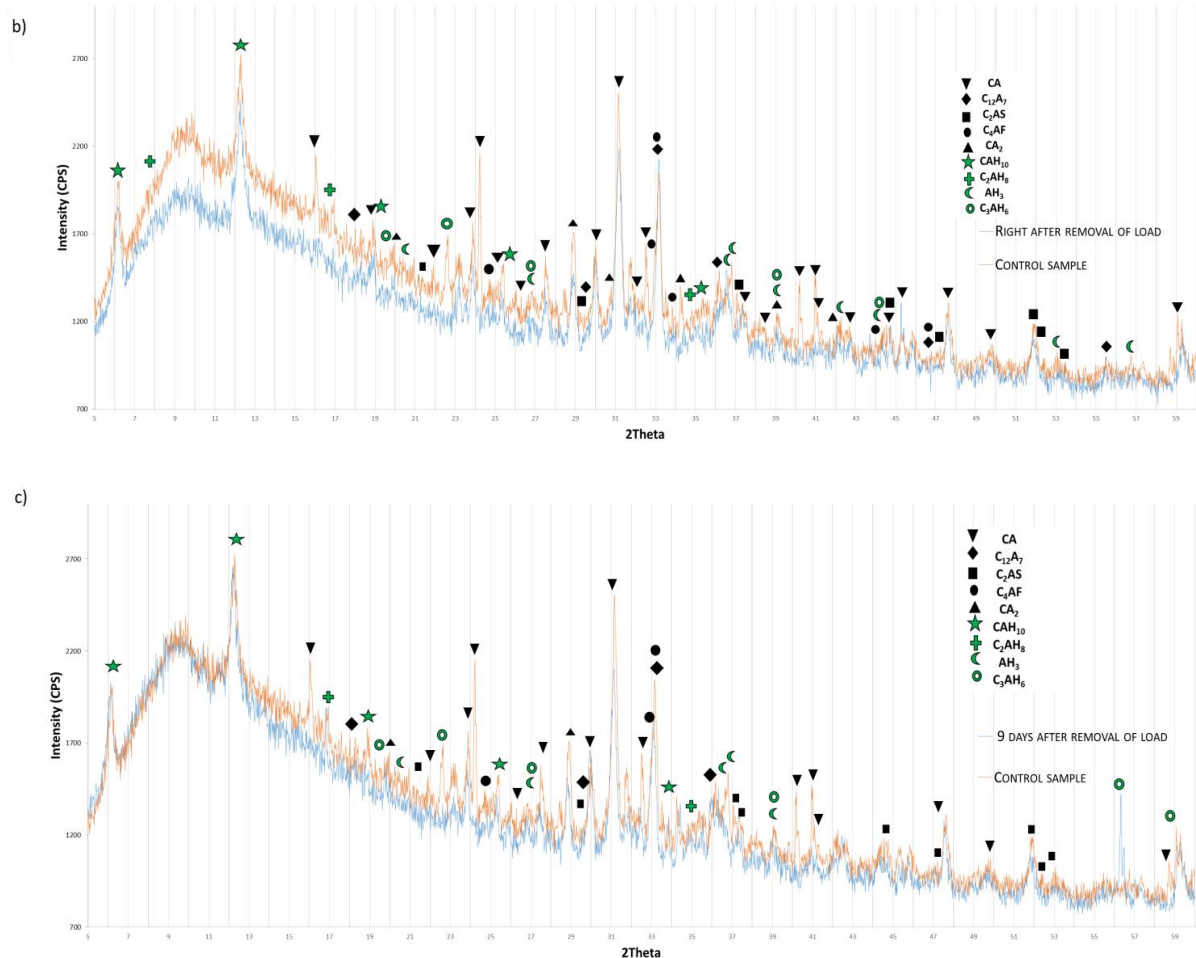 b)
Intensity (CPS)
2700
2200
1700
1200
700
CA
C₁₂A₇
C₂AS
C₄AF
CA₂
CAH₁₀
C₂AH₈
AH₃
C₃AH₆
RIGHT AFTER REMOVAL OF LOAD
CONTROL SAMPLE
5 7 9 11 13 15 17 19 21 23 25 27 29 31 33 35 37 39 41 43 45 47 49 51 53 55 57 59
2Theta
c)
Intensity (CPS)
2700
2200
1700
1200
700
CA
C₁₂A₇
C₂AS
C₄AF
CA₂
CAH₁₀
C₂AH₈
AH₃
C₃AH₆
9 DAYS AFTER REMOVAL OF LOAD
CONTROL SAMPLE
5 7 9 11 13 15 17 19 21 23 25 27 29 31 33 35 37 39 41 43 45 47 49 51 53 55 57 59
2Theta